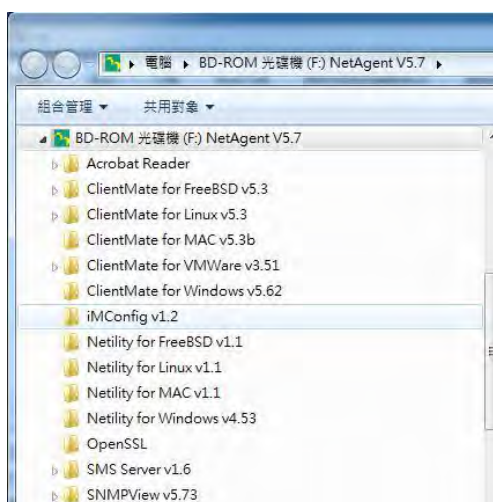 電腦 BD-ROM 光碟機 (F:) NetAgent V5.7
組合管理 共用對象
BD-ROM 光碟機 (F:) NetAgent V5.7
Acrobat Reader
ClientMate for FreeBSD v5.3
ClientMate for Linux v5.3
ClientMate for MAC v5.3b
ClientMate for VMWare v3.51
ClientMate for Windows v5.62
iMConfig v1.2
Netility for FreeBSD v1.1
Netility for Linux v1.1
Netility for MAC v1.1
Netility for Windows v4.53
OpenSSL
SMS Server v1.6
SNMPView v5.73